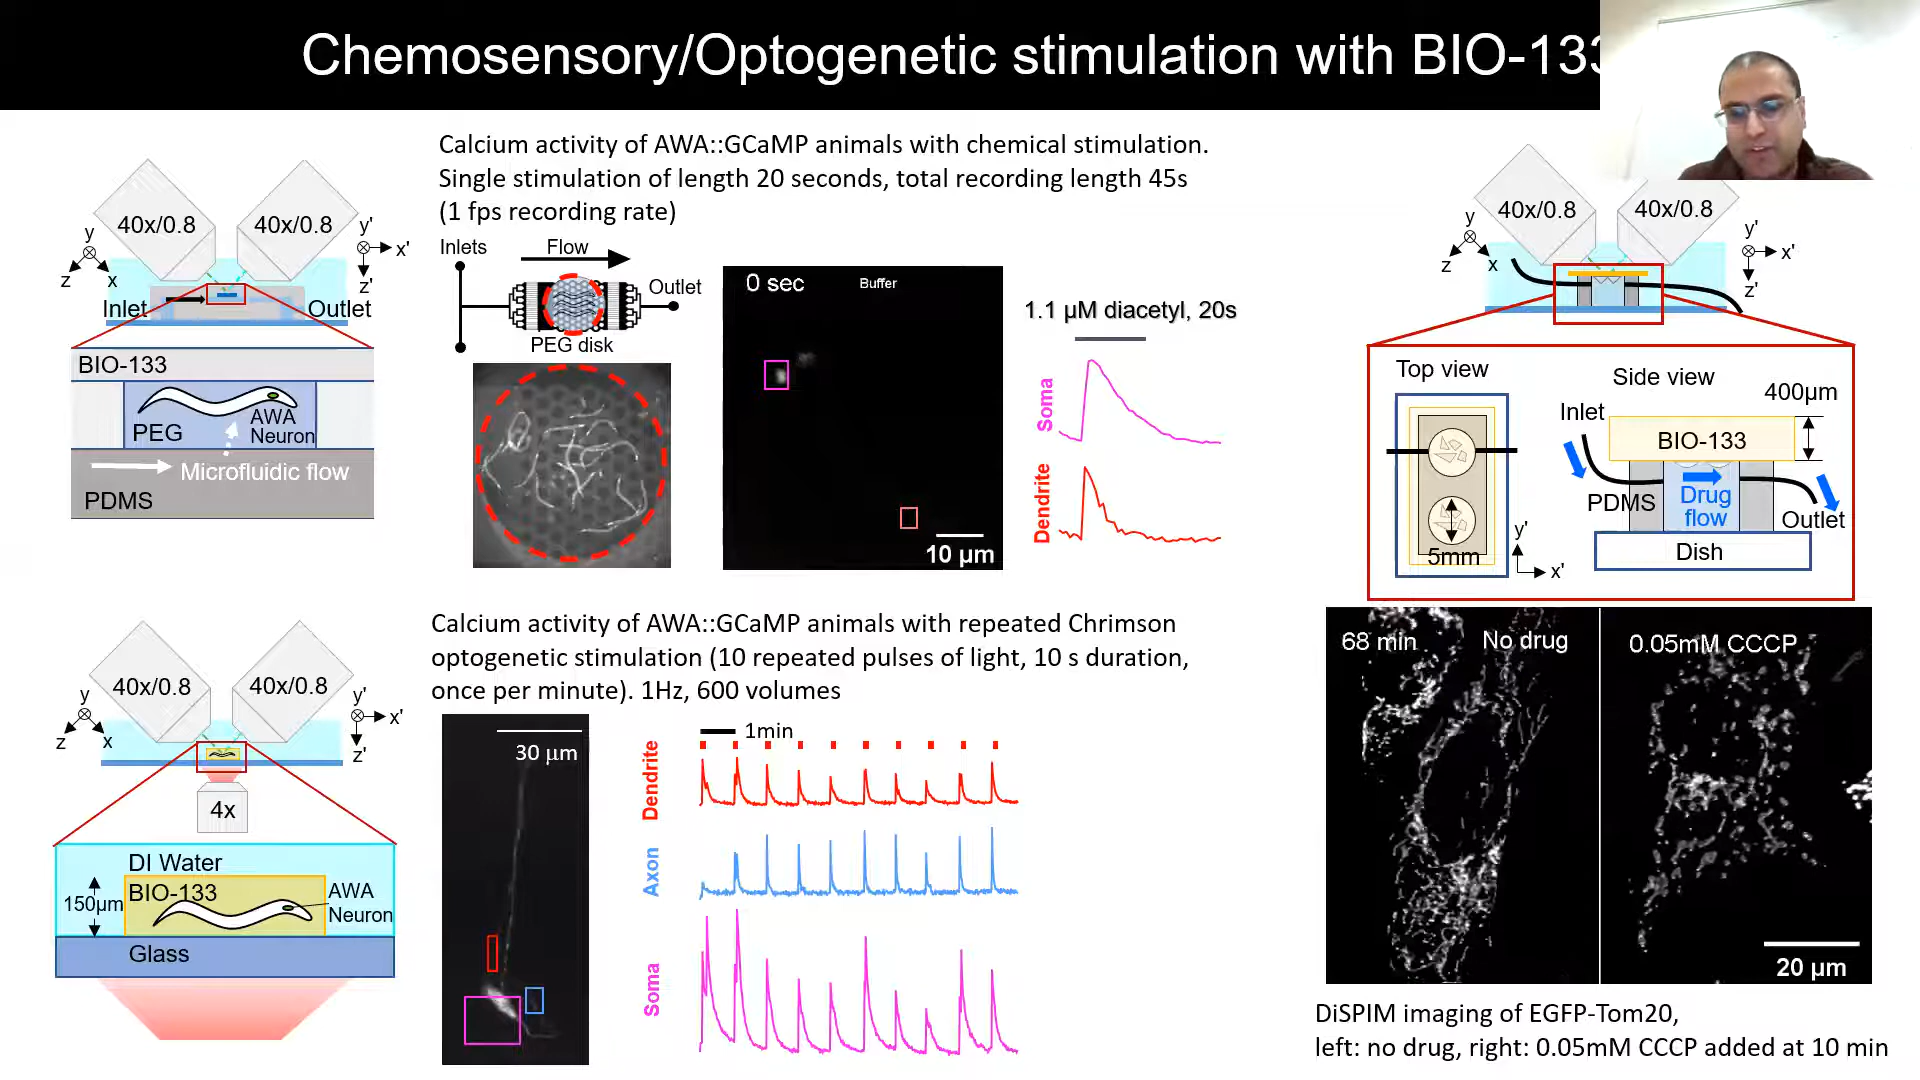 Chemosensory/Optogenetic stimulation with BIO-133
Calcium activity of AWA::GCaMP animals with chemical stimulation.
Single stimulation of length 20 seconds, total recording length 45s
(1 fps recording rate)
40x/0.8
40x/0.8
y
z
x
y'
x'
z'
Inlet
Outlet
BIO-133
AWA
Neuron
PEG
Microfluidic flow
PDMS
Inlets
Flow
Outlet
PEG disk
0 sec
Buffer
10 µm
1.1 µM diacetyl, 20s
Soma
Dendrite
40x/0.8
40x/0.8
y
z
x
y'
x'
z'
Top view
Side view
400µm
Inlet
BIO-133
PDMS
Drug
flow
Outlet
Dish
5mm
y'
x'
Calcium activity of AWA::GCaMP animals with repeated Chrimson
optogenetic stimulation (10 repeated pulses of light, 10 s duration,
once per minute). 1Hz, 600 volumes
40x/0.8
40x/0.8
y
z
x
y'
x'
z'
4x
DI Water
BIO-133
150µm
AWA
Neuron
Glass
30 µm
1min
Dendrite
Axon
Soma
68 min
No drug
0.05mM CCCP
20 µm
DiSPIM imaging of EGFP-Tom20,
left: no drug, right: 0.05mM CCCP added at 10 min